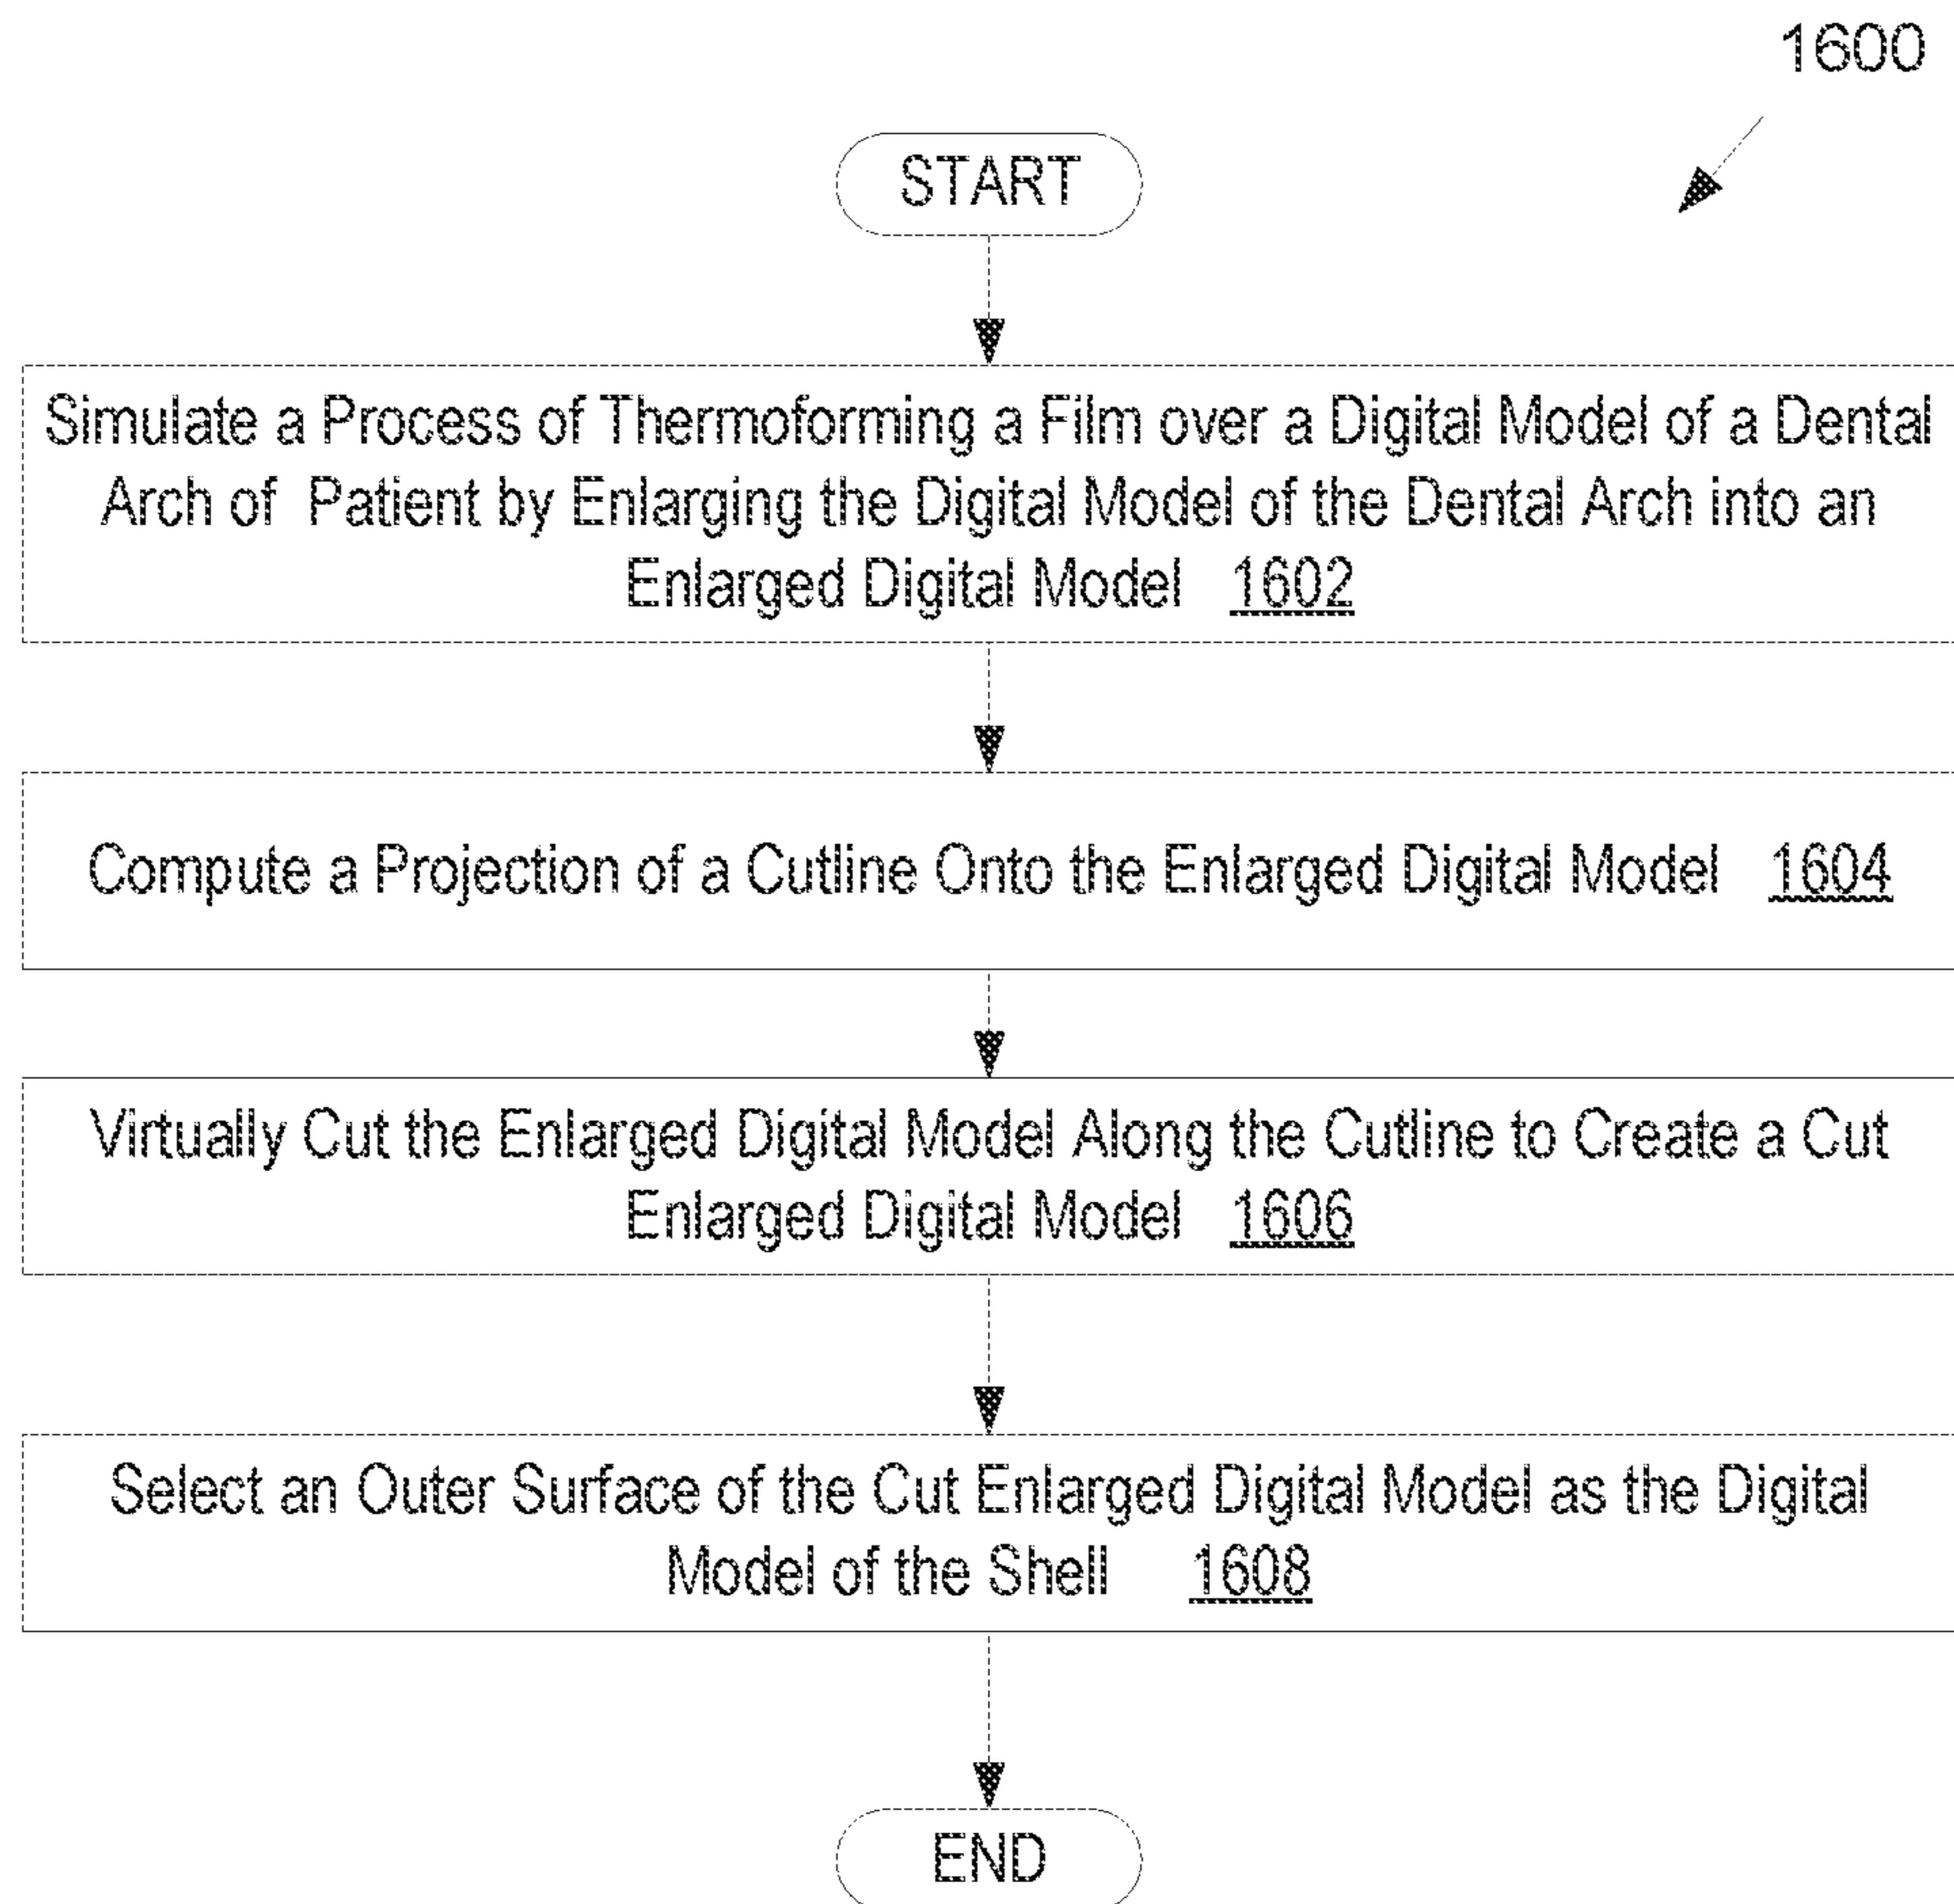 1600
START
Simulate a Process of Thermoforming a Film over a Digital Model of a Dental
Arch of Patient by Enlarging the Digital Model of the Dental Arch into an
Enlarged Digital Model 1602
Compute a Projection of a Cutline Onto the Enlarged Digital Model 1604
Virtually Cut the Enlarged Digital Model Along the Cutline to Create a Cut
Enlarged Digital Model 1606
Select an Outer Surface of the Cut Enlarged Digital Model as the Digital
Model of the Shell 1608
END